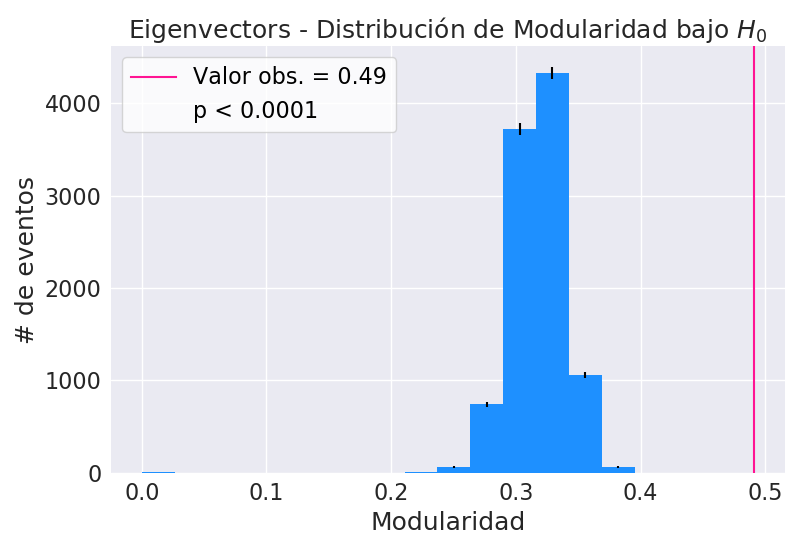 Eigenvectors - Distribución de Modularidad bajo H₀
Valor obs. = 0.49
p < 0.0001
# de eventos
4000
3000
2000
1000
0
0.0 0.1 0.2 0.3 0.4 0.5
Modularidad